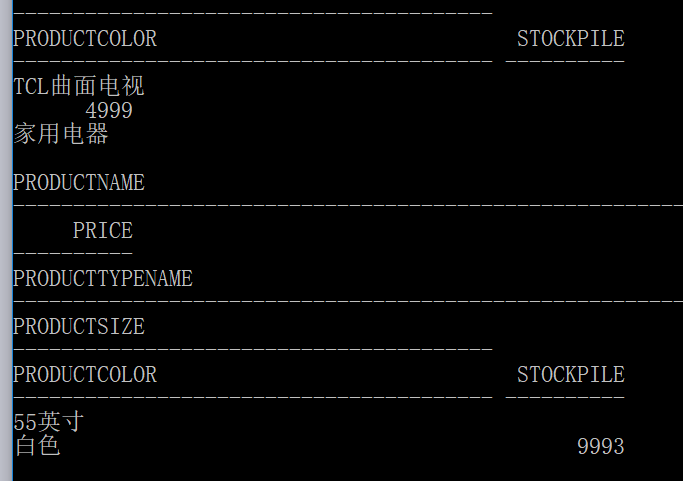 PRODUCTCOLOR STOCKPILE
TCL曲面电视
4999
家用电器
PRODUCTNAME
PRICE
PRODUCTTYPENAME
PRODUCTSIZE
PRODUCTCOLOR STOCKPILE
55英寸
白色 9993